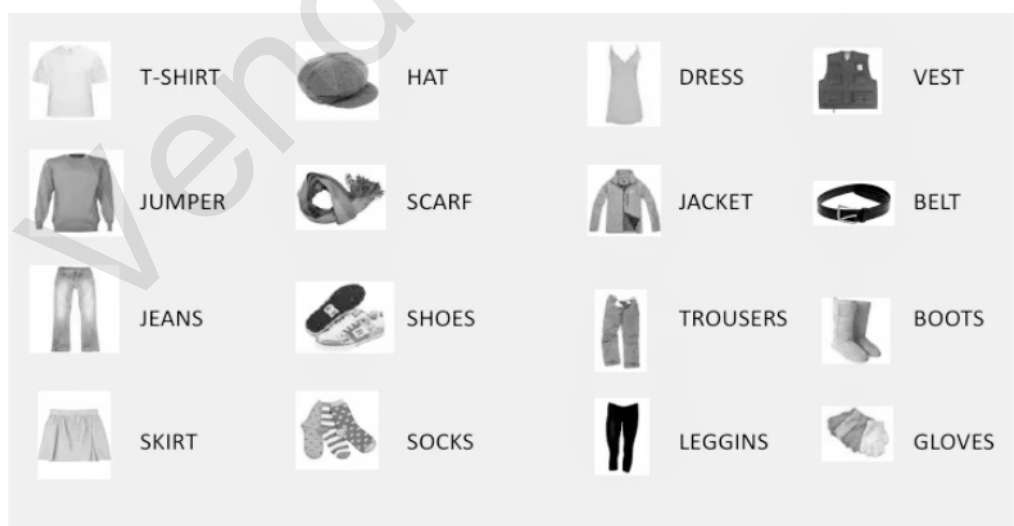 T-SHIRT HAT DRESS VEST
JUMPER SCARF JACKET BELT
JEANS SHOES TROUSERS BOOTS
SKIRT SOCKS LEGGINS GLOVES